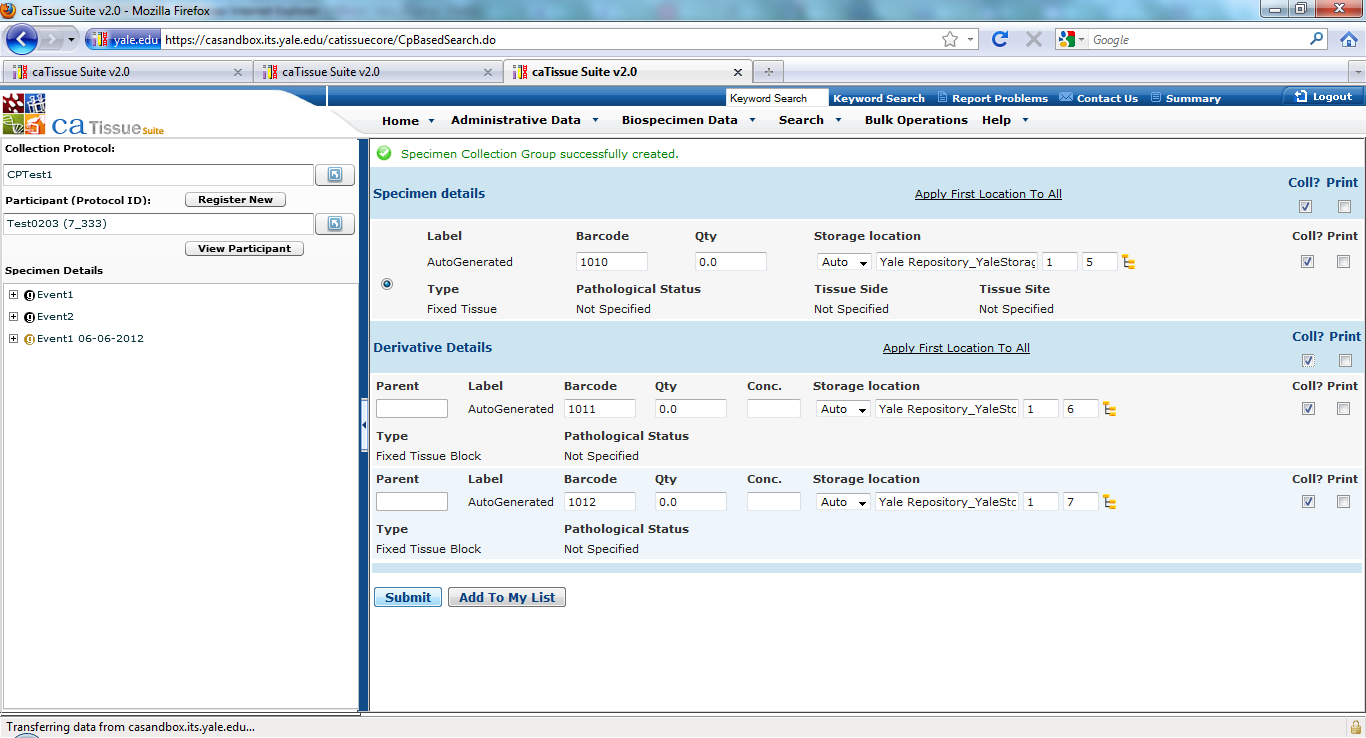 caTissue Suite v2.0 - Mozilla Firefox
yale.edu https://casandbox.its.yale.edu/catissuecore/CpBasedSearch.do Google
caTissue Suite v2.0 caTissue Suite v2.0 caTissue Suite v2.0
Keyword Search Keyword Search Report Problems Contact Us Summary Logout
ca Tissue Suite
Home Administrative Data Biospecimen Data Search Bulk Operations Help
Collection Protocol:
CPTest1
Participant (Protocol ID): Register New
Test0203 (7_333)
View Participant
Specimen Details
Event1
Event2
Event1 06-06-2012
Specimen Collection Group successfully created.
Specimen details Apply First Location To All Coll? Print
Label Barcode Qty Storage location Coll? Print
AutoGenerated 1010 0.0 Auto Yale Repository_YaleStorag 1 5
Type Pathological Status Tissue Side Tissue Site
Fixed Tissue Not Specified Not Specified Not Specified
Derivative Details Apply First Location To All Coll? Print
Parent Label Barcode Qty Conc. Storage location Coll? Print
AutoGenerated 1011 0.0 Auto Yale Repository_YaleSto 1 6
Type Pathological Status
Fixed Tissue Block Not Specified
Parent Label Barcode Qty Conc. Storage location Coll? Print
AutoGenerated 1012 0.0 Auto Yale Repository_YaleSto 1 7
Type Pathological Status
Fixed Tissue Block Not Specified
Submit Add To My List
Transferring data from casandbox.its.yale.edu...